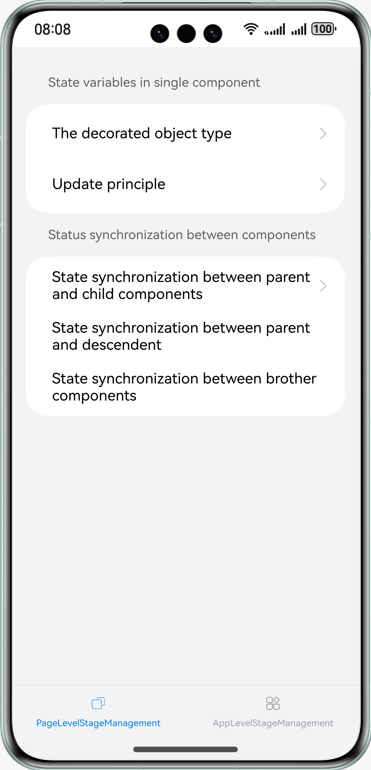 08:08
100
State variables in single component
The decorated object type
Update principle
Status synchronization between components
State synchronization between parent
and child components
State synchronization between parent
and descendent
State synchronization between brother
components
PageLevelStageManagement
AppLevelStageManagement